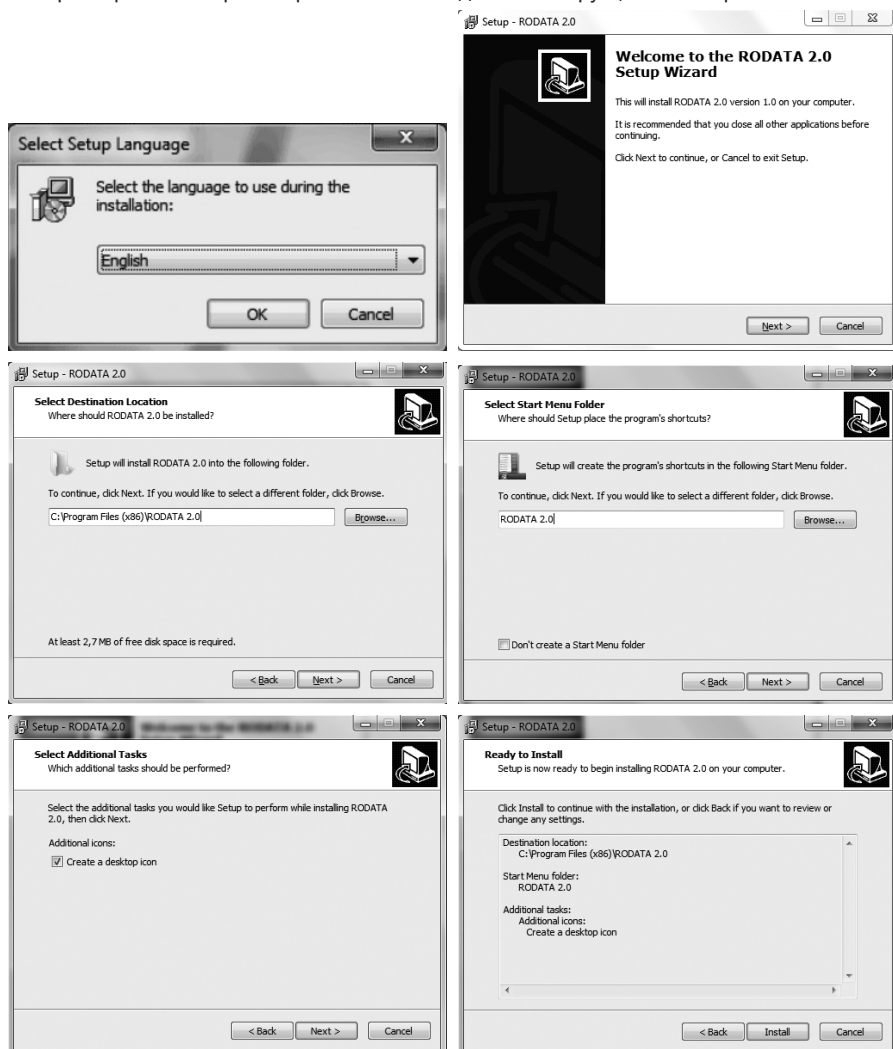 Setup - RODATA 2.0
Welcome to the RODATA 2.0
Setup Wizard
This will install RODATA 2.0 version 1.0 on your computer.
It is recommended that you close all other applications before
continuing.
Click Next to continue, or Cancel to exit Setup.
Next >
Cancel
Select Setup Language
Select the language to use during the
installation:
English
OK
Cancel
Setup - RODATA 2.0
Select Destination Location
Where should RODATA 2.0 be installed?
Setup will install RODATA 2.0 into the following folder.
To continue, click Next. If you would like to select a different folder, click Browse.
C:\Program Files (x86)\RODATA 2.0
Browse...
At least 2,7 MB of free disk space is required.
< Back
Next >
Cancel
Setup - RODATA 2.0
Select Start Menu Folder
Where should Setup place the program's shortcuts?
Setup will create the program's shortcuts in the following Start Menu folder.
To continue, click Next. If you would like to select a different folder, click Browse.
RODATA 2.0
Browse...
Don't create a Start Menu folder
< Back
Next >
Cancel
Setup - RODATA 2.0
Select Additional Tasks
Which additional tasks should be performed?
Select the additional tasks you would like Setup to perform while installing RODATA
2.0, then click Next.
Additional icons:
Create a desktop icon
< Back
Next >
Cancel
Setup - RODATA 2.0
Ready to Install
Setup is now ready to begin installing RODATA 2.0 on your computer.
Click Install to continue with the installation, or click Back if you want to review or
change any settings.
Destination location:
C:\Program Files (x86)\RODATA 2.0
Start Menu folder:
RODATA 2.0
Additional tasks:
Additional icons:
Create a desktop icon
< Back
Install
Cancel